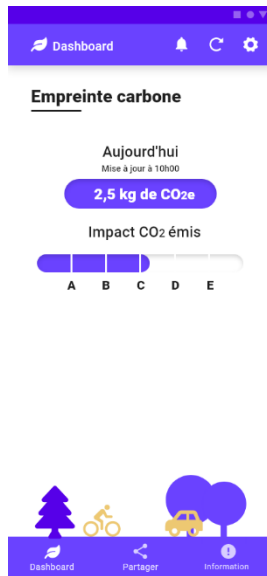 Dashboard
Empreinte carbone
Aujourd'hui
Mise à jour à 10h00
2,5 kg de CO2e
Impact CO2 émis
A B C D E
Dashboard Partager Information